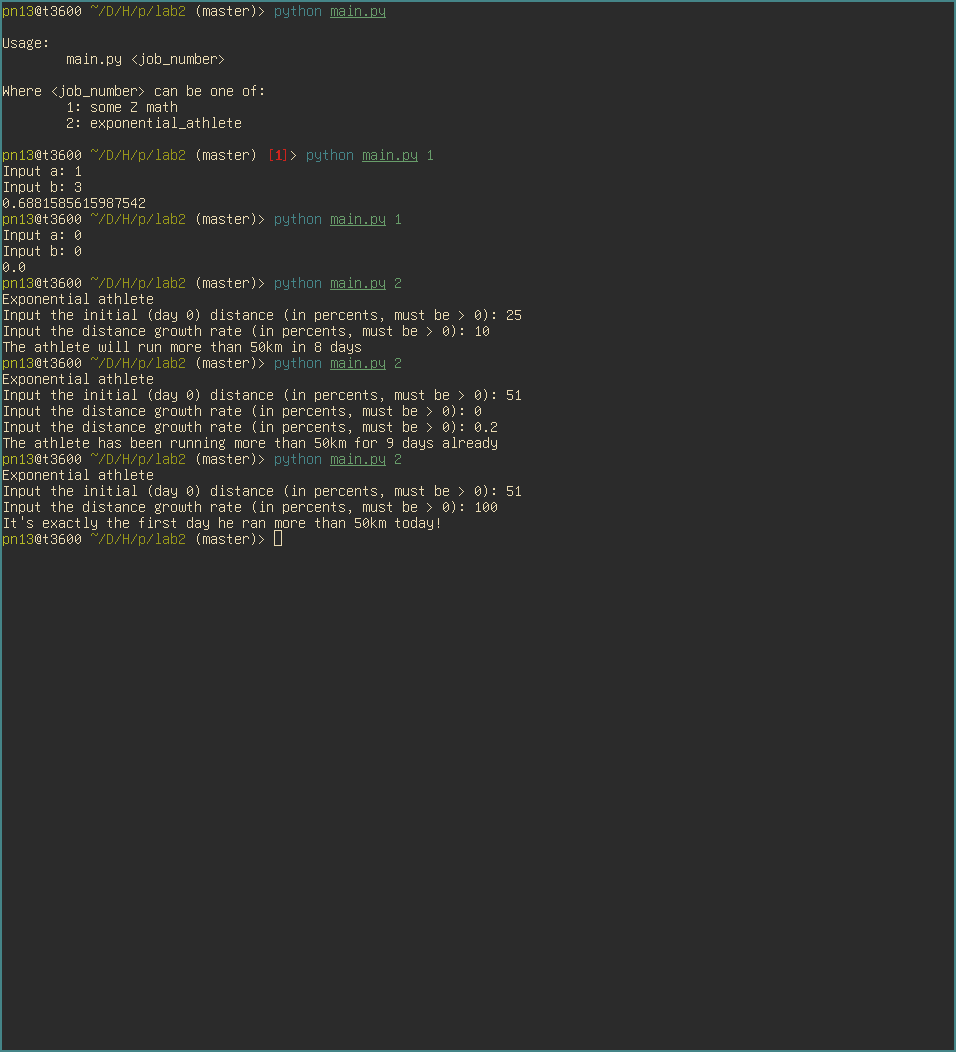 pn13@t3600 ~/D/H/p/lab2 (master)> python main.py
Usage:
main.py <job_number>
Where <job_number> can be one of:
1: some Z math
2: exponential_athlete
pn13@t3600 ~/D/H/p/lab2 (master) [1]> python main.py 1
Input a: 1
Input b: 3
0.6881585615987542
pn13@t3600 ~/D/H/p/lab2 (master)> python main.py 1
Input a: 0
Input b: 0
0.0
pn13@t3600 ~/D/H/p/lab2 (master)> python main.py 2
Exponential athlete
Input the initial (day 0) distance (in percents, must be > 0): 25
Input the distance growth rate (in percents, must be > 0): 10
The athlete will run more than 50km in 8 days
pn13@t3600 ~/D/H/p/lab2 (master)> python main.py 2
Exponential athlete
Input the initial (day 0) distance (in percents, must be > 0): 51
Input the distance growth rate (in percents, must be > 0): 0
Input the distance growth rate (in percents, must be > 0): 0.2
The athlete has been running more than 50km for 9 days already
pn13@t3600 ~/D/H/p/lab2 (master)> python main.py 2
Exponential athlete
Input the initial (day 0) distance (in percents, must be > 0): 51
Input the distance growth rate (in percents, must be > 0): 100
It's exactly the first day he ran more than 50km today!
pn13@t3600 ~/D/H/p/lab2 (master)>